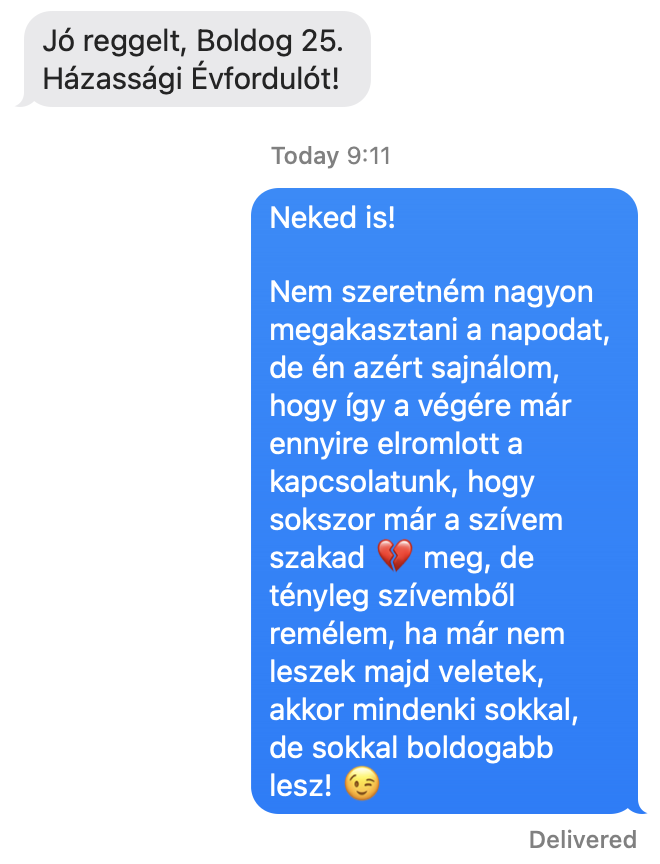 Jó reggelt, Boldog 25.
Házassági Évfordulót!
Today 9:11
Neked is!
Nem szeretném nagyon
megakasztani a napodat,
de én azért sajnálom,
hogy így a végére már
ennyire elromlott a
kapcsolatunk, hogy
sokszor már a szívem
szakad 💔 meg, de
tényleg szívemből
remélem, ha már nem
leszek majd veletek,
akkor mindenki sokkal,
de sokkal boldogabb
lesz! 😉
Delivered